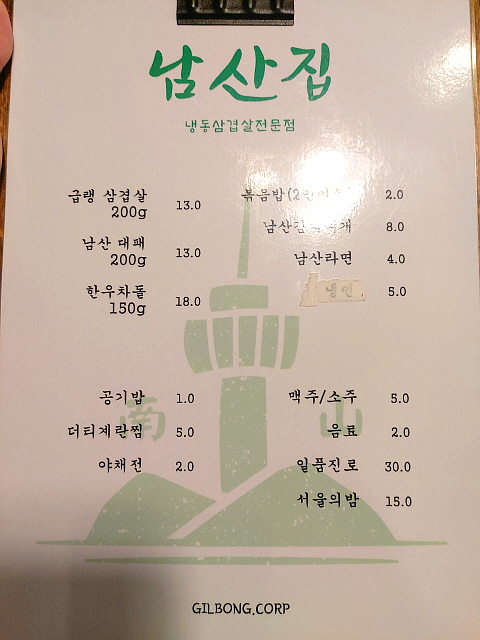 남산집
냉동삼겹살전문점
급랭 삼겹살
200g 13.0
남산 대패
200g 13.0
한우차돌
150g 18.0
볶음밥(2인 2.0
8.0
남산라면 4.0
냉면 5.0
공기밥 1.0
더티계란찜 5.0
야채전 2.0
맥주/소주 5.0
음료 2.0
일품진로 30.0
서울의밤 15.0
南 山
GILBONG.CORP